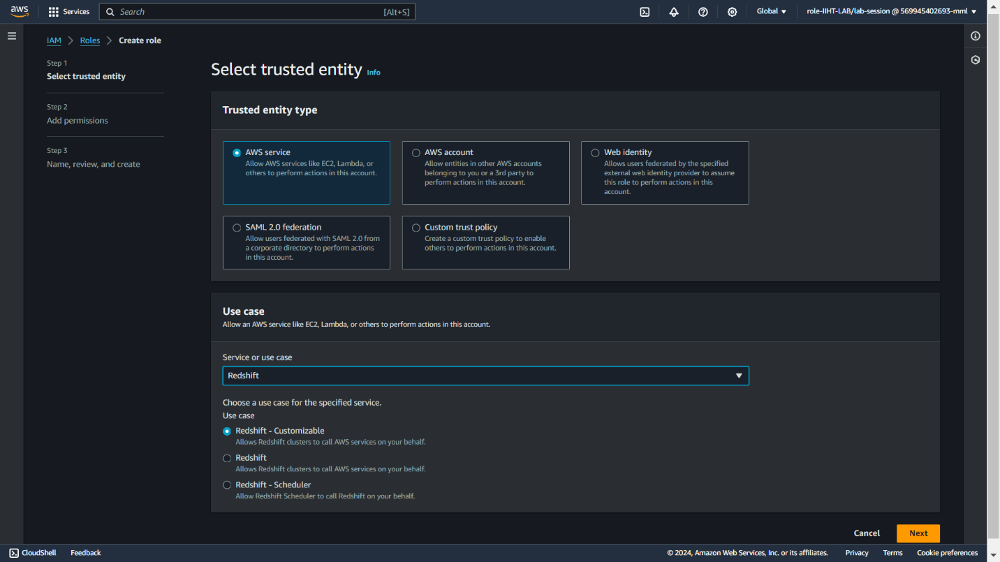 aws
Services
Search
[Alt+S]
Global
role-IIHT-LAB/lab-session @ 569945402693-mml
IAM
Roles
Create role
Step 1
Select trusted entity
Step 2
Add permissions
Step 3
Name, review, and create
Select trusted entity Info
Trusted entity type
AWS service
Allow AWS services like EC2, Lambda, or
others to perform actions in this account.
AWS account
Allow entities in other AWS accounts
belonging to you or a 3rd party to
perform actions in this account.
Web identity
Allows users federated by the specified
external web identity provider to assume
this role to perform actions in this
account.
SAML 2.0 federation
Allow users federated with SAML 2.0 from
a corporate directory to perform actions
in this account.
Custom trust policy
Create a custom trust policy to enable
others to perform actions in this account.
Use case
Allow an AWS service like EC2, Lambda, or others to perform actions in this account.
Service or use case
Redshift
Choose a use case for the specified service.
Use case
Redshift - Customizable
Allows Redshift clusters to call AWS services on your behalf.
Redshift
Allows Redshift clusters to call AWS services on your behalf.
Redshift - Scheduler
Allow Redshift Scheduler to call Redshift on your behalf.
Cancel
Next
CloudShell
Feedback
© 2024, Amazon Web Services, Inc. or its affiliates.
Privacy
Terms
Cookie preferences